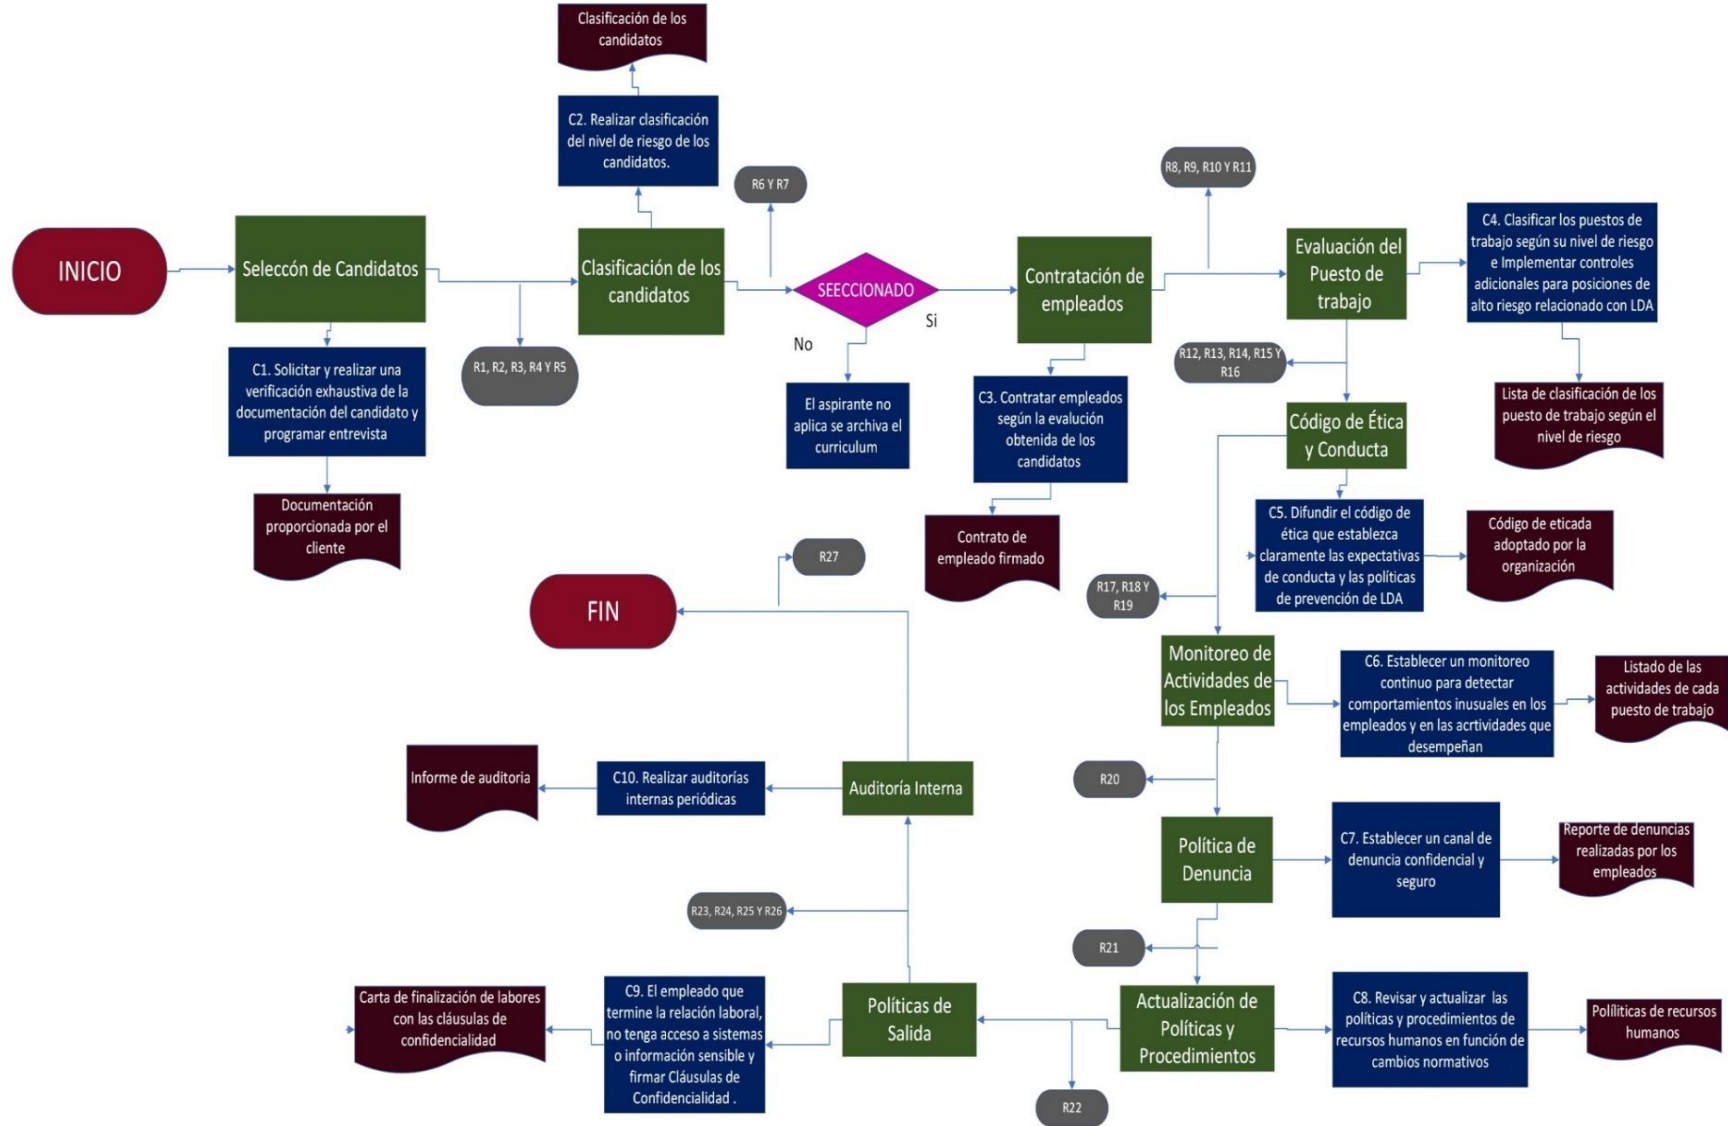 Clasificación de los
candidatos
C2. Realizar clasificación
del nivel de riesgo de los
candidatos.
R6 Y R7
R8, R9, R10 Y R11
INICIO
Seleccón de Candidatos
Clasificación de los
candidatos
SEECCIONADO
Si
No
Contratación de
empleados
Evaluación del
Puesto de
trabajo
C4. Clasificar los puestos de
trabajo según su nivel de riesgo
e Implementar controles
adicionales para posiciones de
alto riesgo relacionado con LDA
C1. Solicitar y realizar una
verificación exhaustiva de la
documentación del candidato y
programar entrevista
R1, R2, R3, R4 Y R5
El aspirante no
aplica se archiva el
curriculum
C3. Contratar empleados
según la evalución
obtenida de los
candidatos
R12, R13, R14, R15 Y
R16
Lista de clasificación de los
puesto de trabajo según el
nivel de riesgo
Código de Ética
y Conducta
Documentación
proporcionada por el
cliente
Contrato de
empleado firmado
C5. Difundir el código de
ética que establezca
claramente las expectativas
de conducta y las políticas
de prevención de LDA
Código de eticada
adoptado por la
organización
R27
FIN
R17, R18 Y
R19
Monitoreo de
Actividades de
los Empleados
C6. Establecer un monitoreo
continuo para detectar
comportamientos inusuales en los
empleados y en las acrtividades que
desempeñan
Listado de las
actividades de cada
puesto de trabajo
Informe de auditoria
C10. Realizar auditorías
internas periódicas
Auditoría Interna
R20
Política de
Denuncia
C7. Establecer un canal de
denuncia confidencial y
seguro
Reporte de denuncias
realizadas por los
empleados
R23, R24, R25 Y R26
R21
Carta de finalización de labores
con las cláusulas de
confidencialidad
C9. El empleado que
termine la relación laboral,
no tenga acceso a sistemas
o información sensible y
firmar Cláusulas de
Confidencialidad .
Políticas de
Salida
Actualización de
Políticas y
Procedimientos
C8. Revisar y actualizar las
políticas y procedimientos de
recursos humanos en función de
cambios normativos
Polílíticas de recursos
humanos
R22